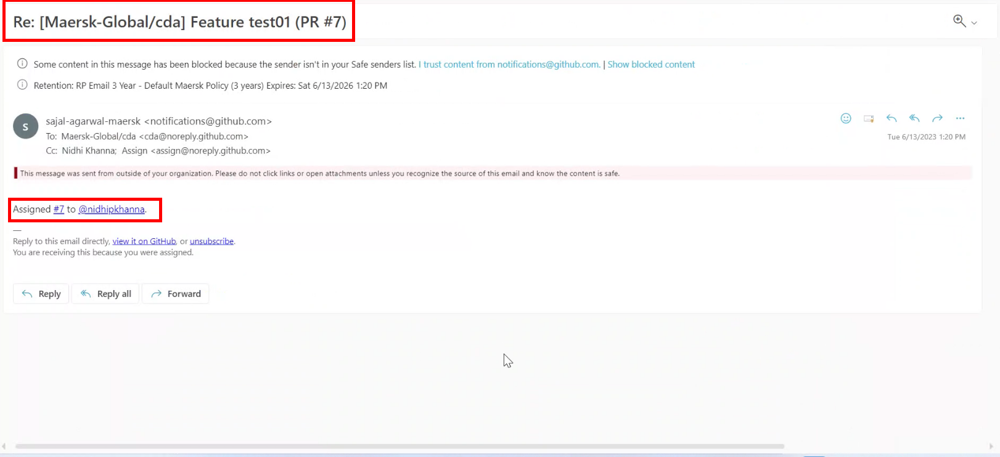 Re: [Maersk-Global/cda] Feature test01 (PR #7)
Some content in this message has been blocked because the sender isn't in your Safe senders list. I trust content from notifications@github.com. | Show blocked content
Retention: RP Email 3 Year - Default Maersk Policy (3 years) Expires: Sat 6/13/2026 1:20 PM
S
sajal-agarwal-maersk <notifications@github.com>
To: Maersk-Global/cda <cda@noreply.github.com>
Cc: Nidhi Khanna; Assign <assign@noreply.github.com>
Tue 6/13/2023 1:20 PM
This message was sent from outside of your organization. Please do not click links or open attachments unless you recognize the source of this email and know the content is safe.
Assigned #7 to @nidhipkhanna.
—
Reply to this email directly, view it on GitHub, or unsubscribe.
You are receiving this because you were assigned.
Reply Reply all Forward